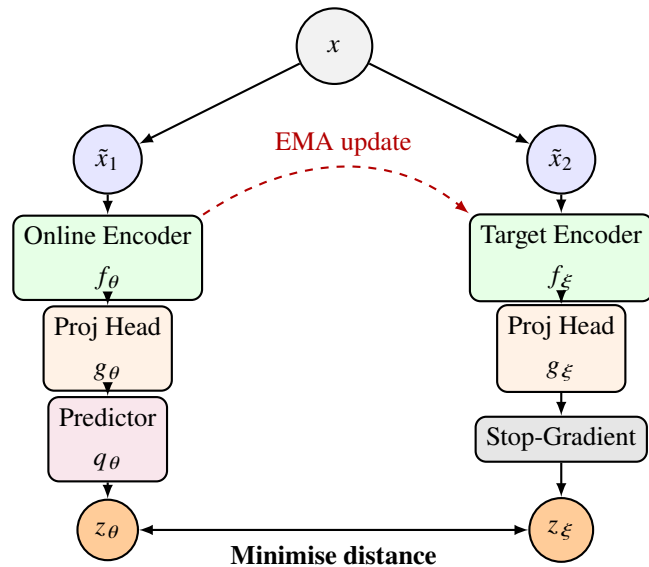 x
x̃₁
EMA update
x̃₂
Online Encoder
f_θ
Target Encoder
f_ξ
Proj Head
g_θ
Proj Head
g_ξ
Predictor
q_θ
Stop-Gradient
z_θ
z_ξ
Minimise distance